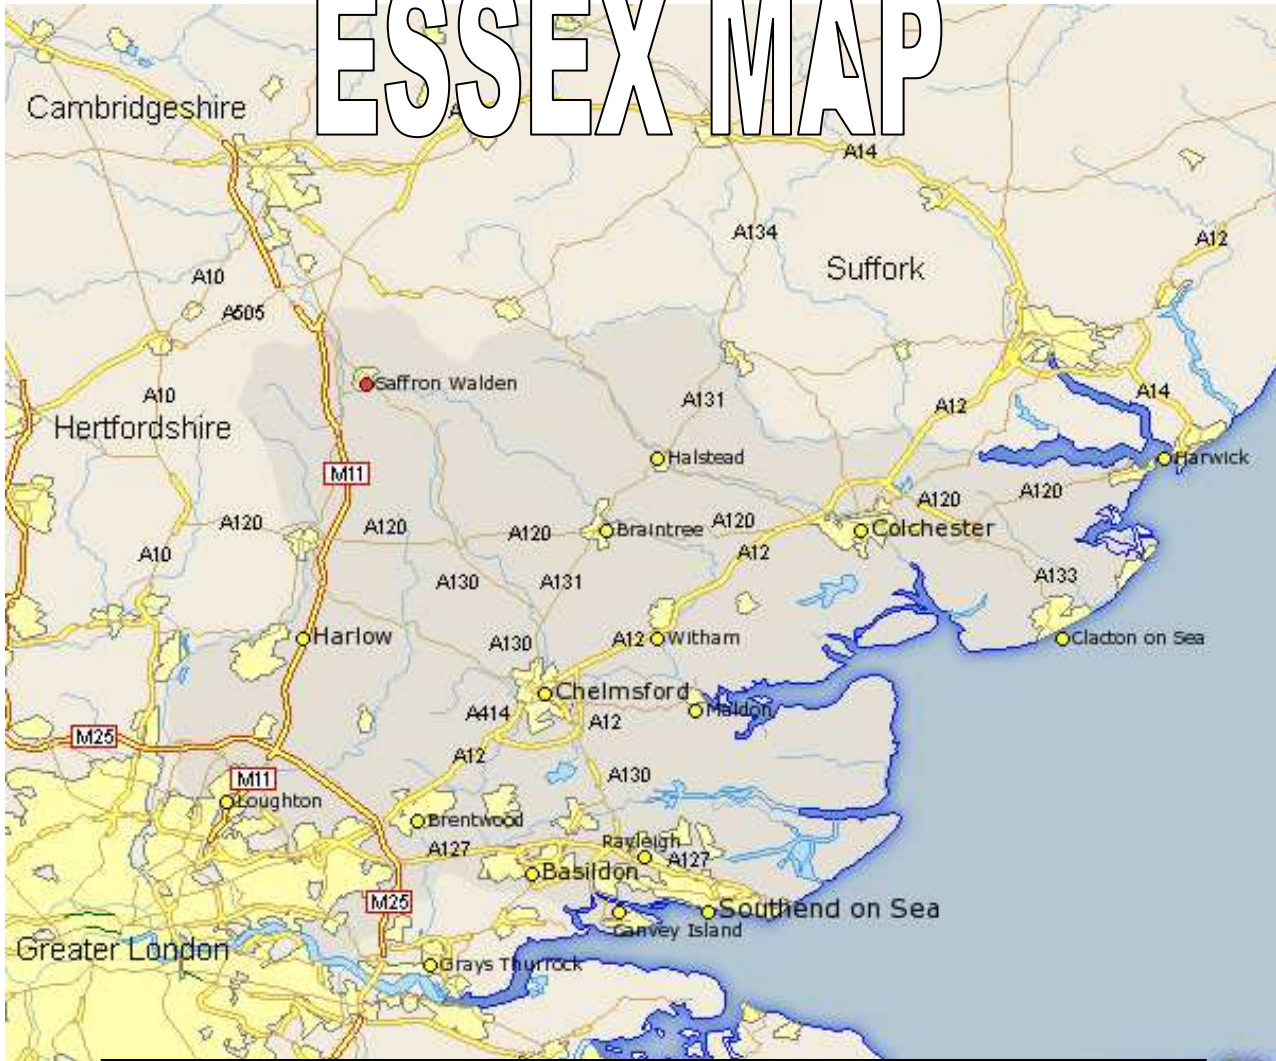 ESSEX MAP
Cambridgeshire
A14
A134
A12
Suffork
A10
A505
Saffron Walden
A10
A131
A12
A14
Hertfordshire
Halstead
Harwick
M11
A120
A120
A120
A120
A120
A120
Braintree
Colchester
A10
A12
A130
A131
A133
Harlow
A130
A12
Witham
Clacton on Sea
Chelmsford
Maldon
A414
A12
M25
A12
M11
A130
Loughton
Brentwood
Rayleigh
A127
A127
Basildon
M25
Southend on Sea
Canvey Island
Greater London
Grays Thurrock